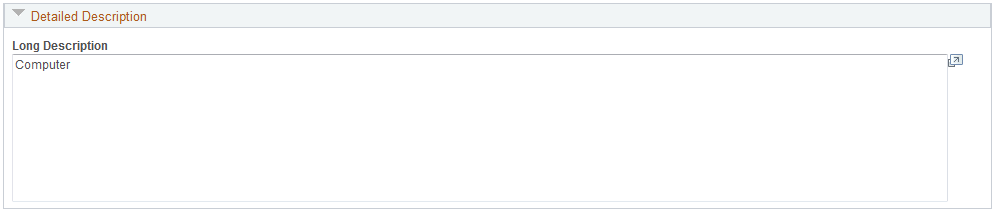 Detailed Description
Long Description
Computer